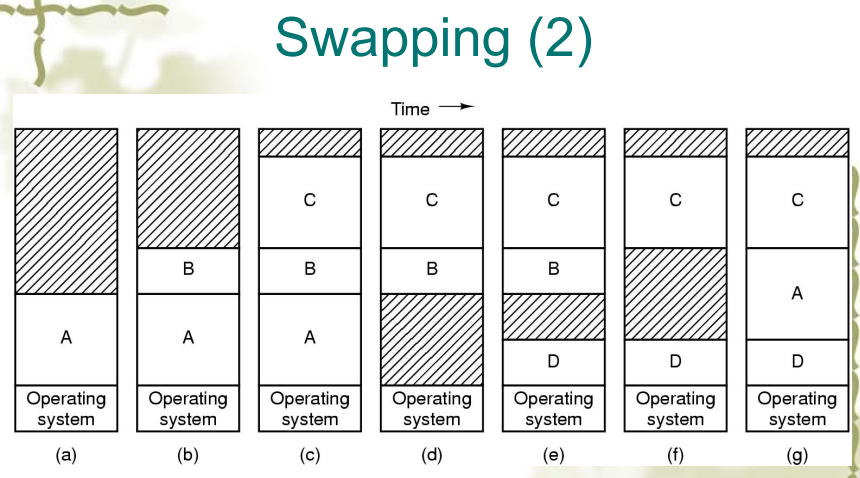 Swapping (2)
Time
C C C C C
B B B B
A
A A A
D D D
Operating system Operating system Operating system Operating system Operating system Operating system Operating system
(a) (b) (c) (d) (e) (f) (g)